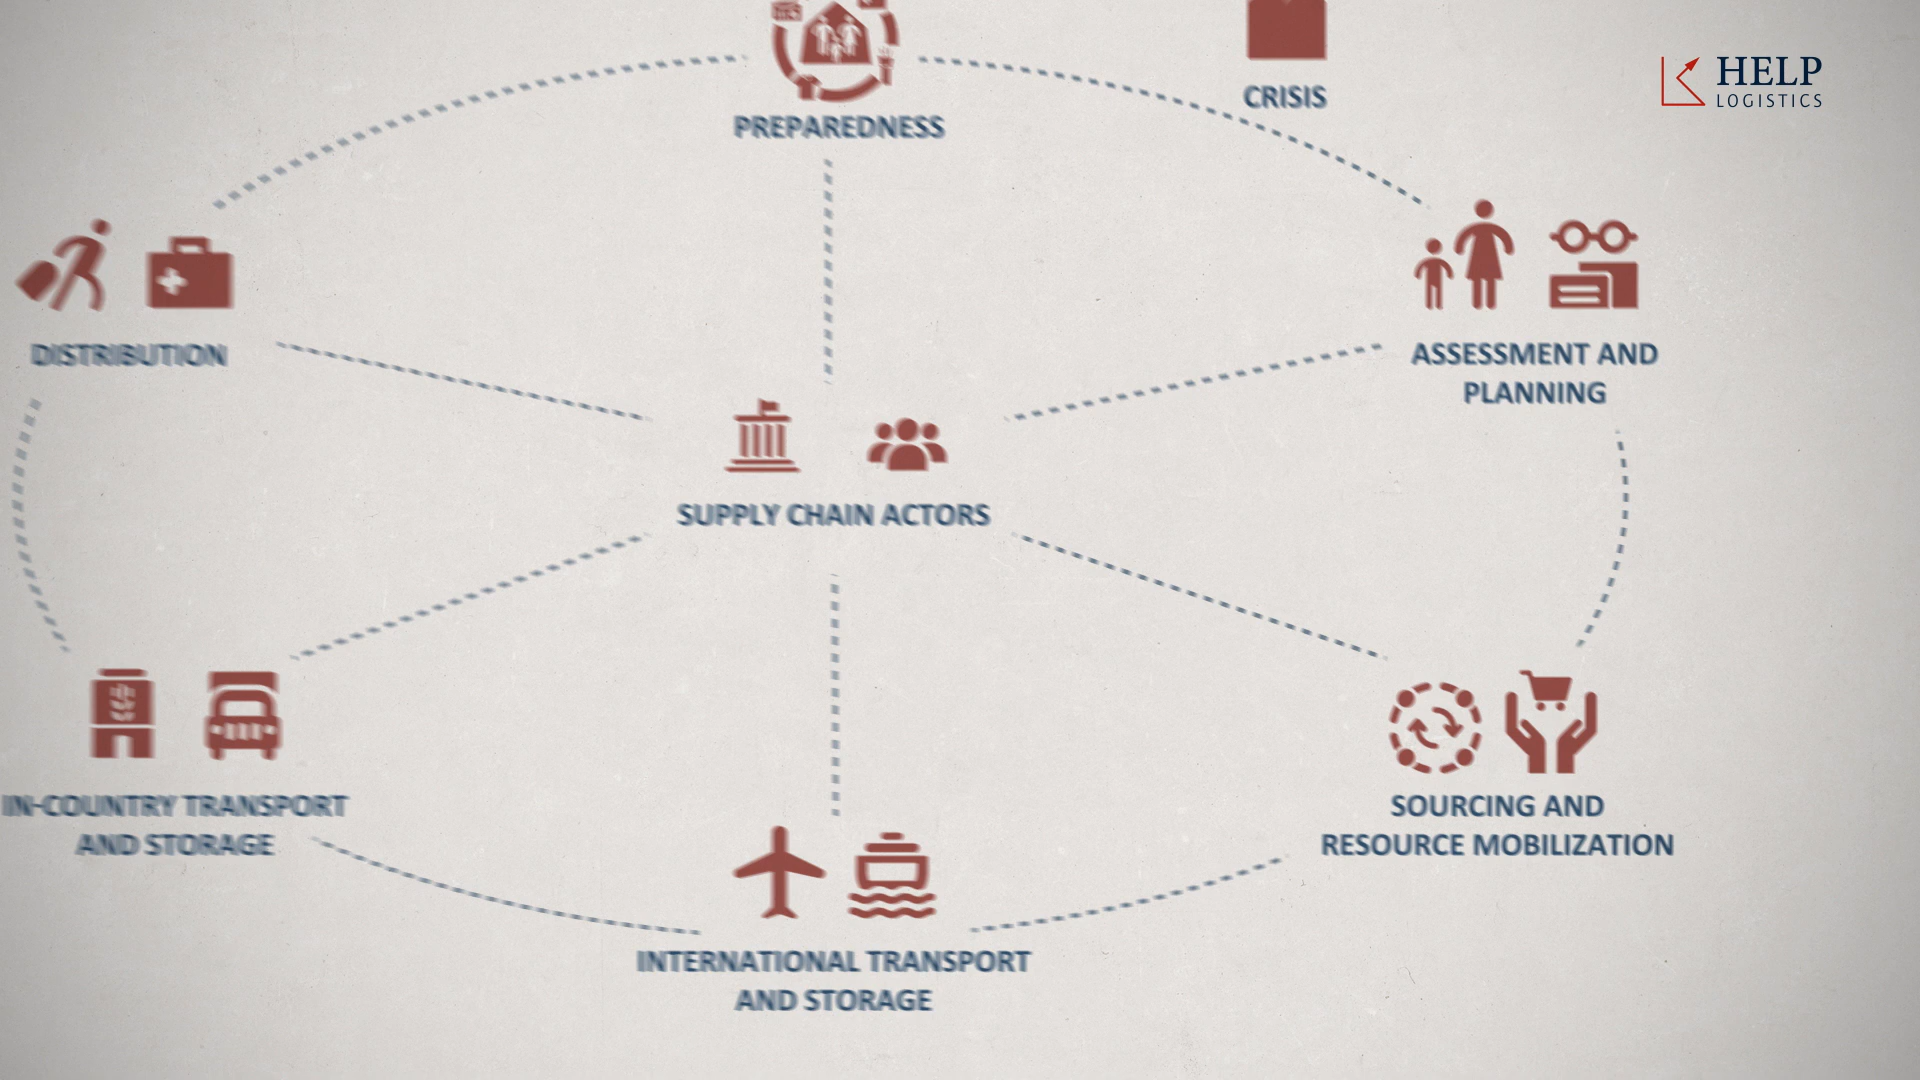 CRISIS
HELP
LOGISTICS
PREPAREDNESS
DISTRIBUTION
ASSESSMENT AND
PLANNING
SUPPLY CHAIN ACTORS
IN-COUNTRY TRANSPORT
AND STORAGE
SOURCING AND
RESOURCE MOBILIZATION
INTERNATIONAL TRANSPORT
AND STORAGE